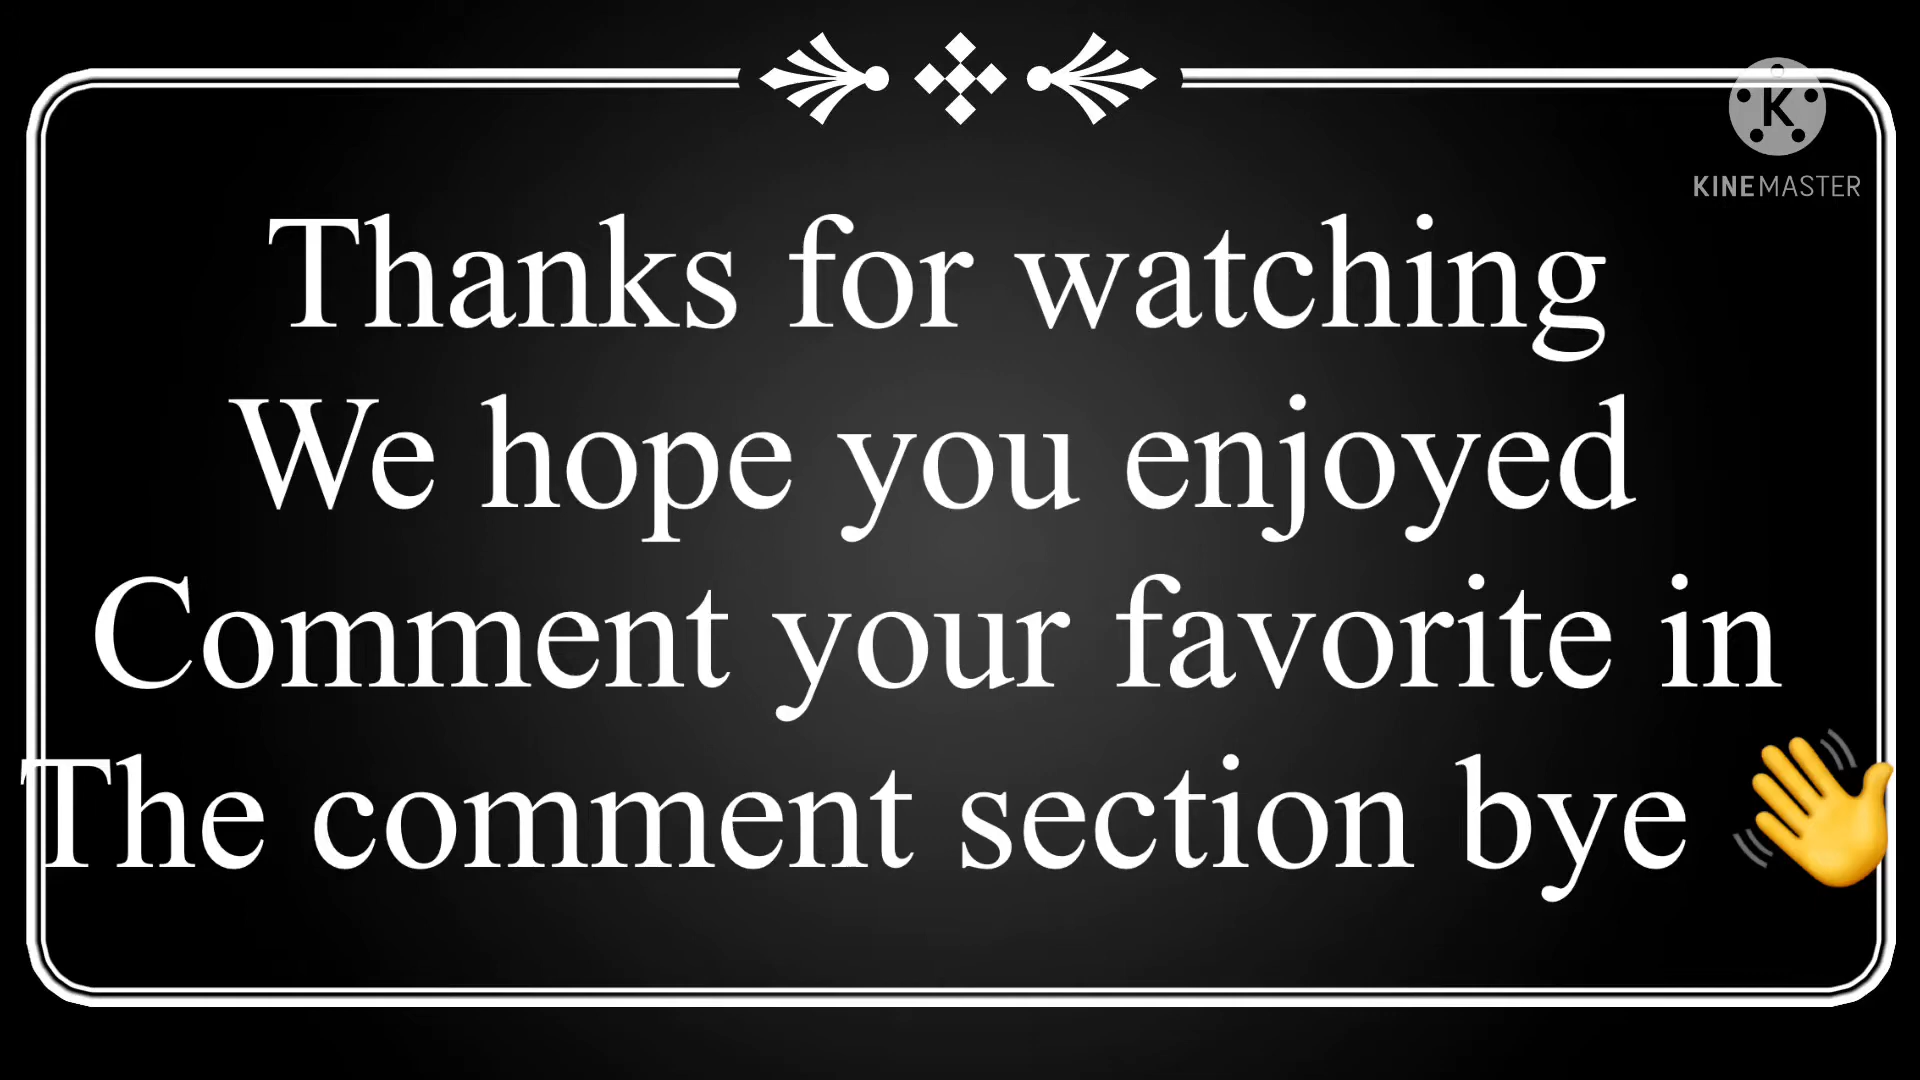 K
KINEMASTER
Thanks for watching
We hope you enjoyed
Comment your favorite in
The comment section bye 👋